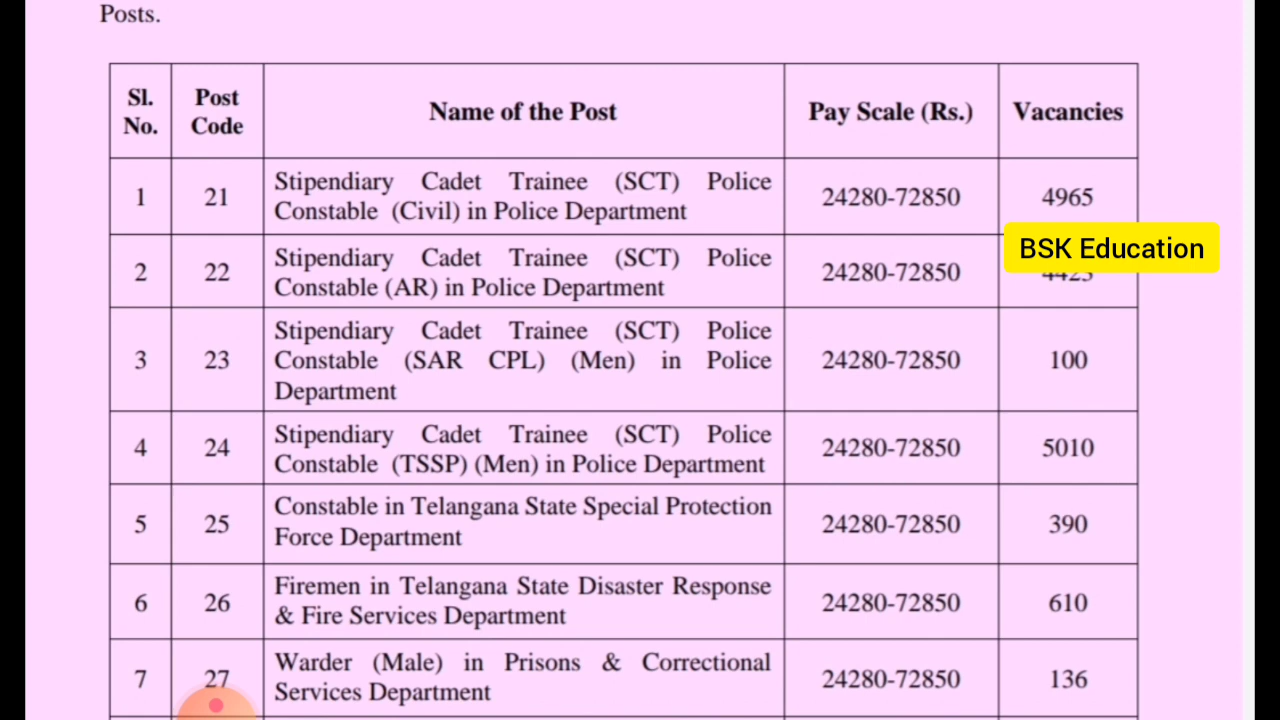 Posts.
Sl. No. Post Code Name of the Post Pay Scale (Rs.) Vacancies
1 21 Stipendiary Cadet Trainee (SCT) Police 24280-72850 4965
Constable (Civil) in Police Department
BSK Education
2 22 Stipendiary Cadet Trainee (SCT) Police 24280-72850
Constable (AR) in Police Department
3 23 Stipendiary Cadet Trainee (SCT) Police 24280-72850 100
Constable (SAR CPL) (Men) in Police
Department
4 24 Stipendiary Cadet Trainee (SCT) Police 24280-72850 5010
Constable (TSSP) (Men) in Police Department
5 25 Constable in Telangana State Special Protection 24280-72850 390
Force Department
6 26 Firemen in Telangana State Disaster Response 24280-72850 610
& Fire Services Department
7 27 Warder (Male) in Prisons & Correctional 24280-72850 136
Services Department